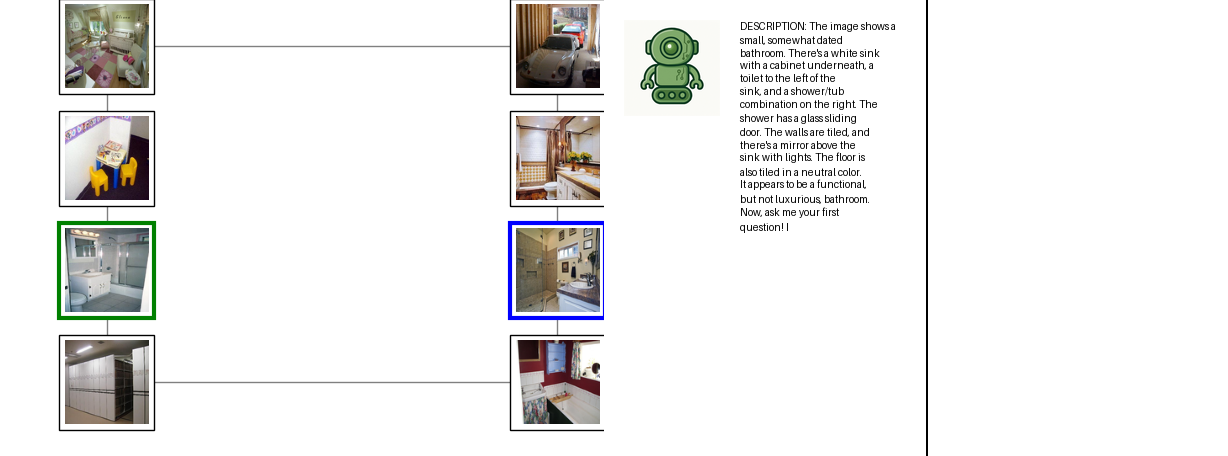 DESCRIPTION: The image shows a
small, somewhat dated
bathroom. There's a white sink
with a cabinet underneath, a
toilet to the left of the
sink, and a shower/tub
combination on the right. The
shower has a glass sliding
door. The walls are tiled, and
there's a mirror above the
sink with lights. The floor is
also tiled in a neutral color.
It appears to be a functional,
but not luxurious, bathroom.
Now, ask me your first
question! I